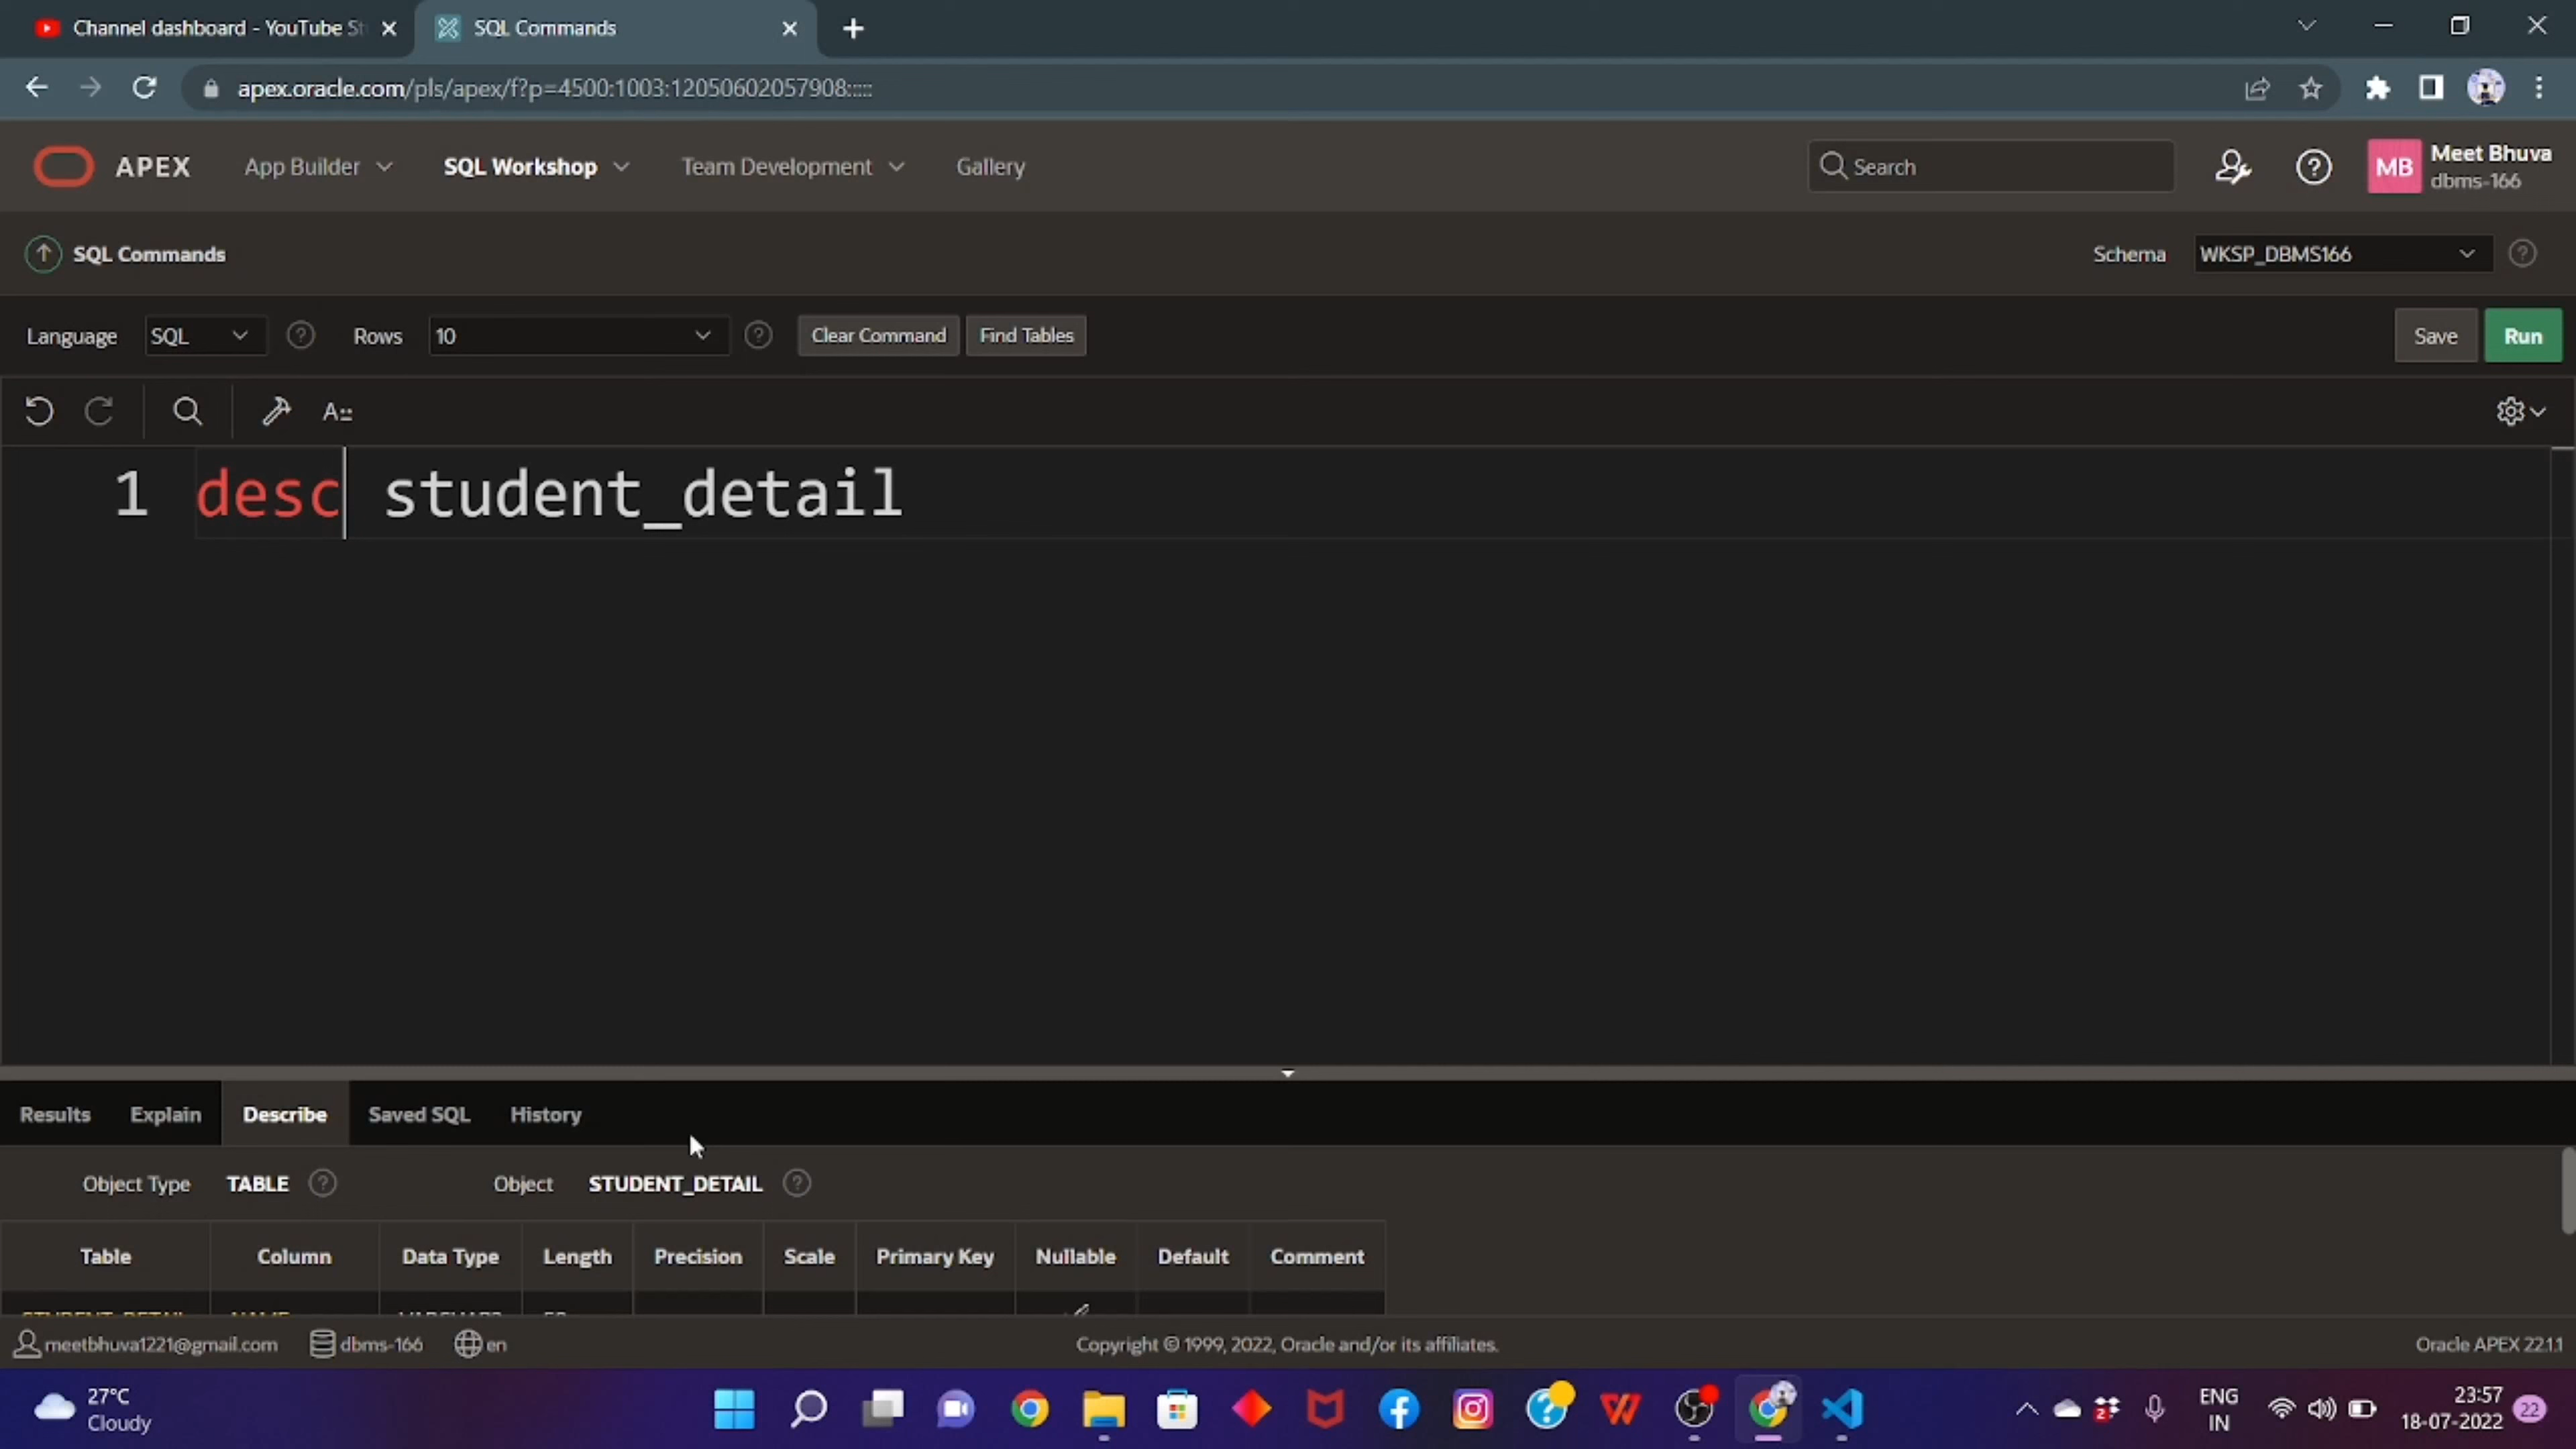 Channel dashboard - YouTube St
SQL Commands
apex.oracle.com/pls/apex/f?p=4500:1003:12050602057908:::::
APEX App Builder SQL Workshop Team Development Gallery Search MB Meet Bhuva
dbms-166
SQL Commands Schema WKSP_DBMS166
Language SQL Rows 10 Clear Command Find Tables Save Run
A::
1 desc student_detail
Results Explain Describe Saved SQL History
Object Type TABLE Object STUDENT_DETAIL
Table Column Data Type Length Precision Scale Primary Key Nullable Default Comment
meetbhuva1221@gmail.com dbms-166 en Copyright © 1999, 2022, Oracle and/or its affiliates. Oracle APEX 22.1.1
27°C
Cloudy
ENG
IN
23:57
18-07-2022
22